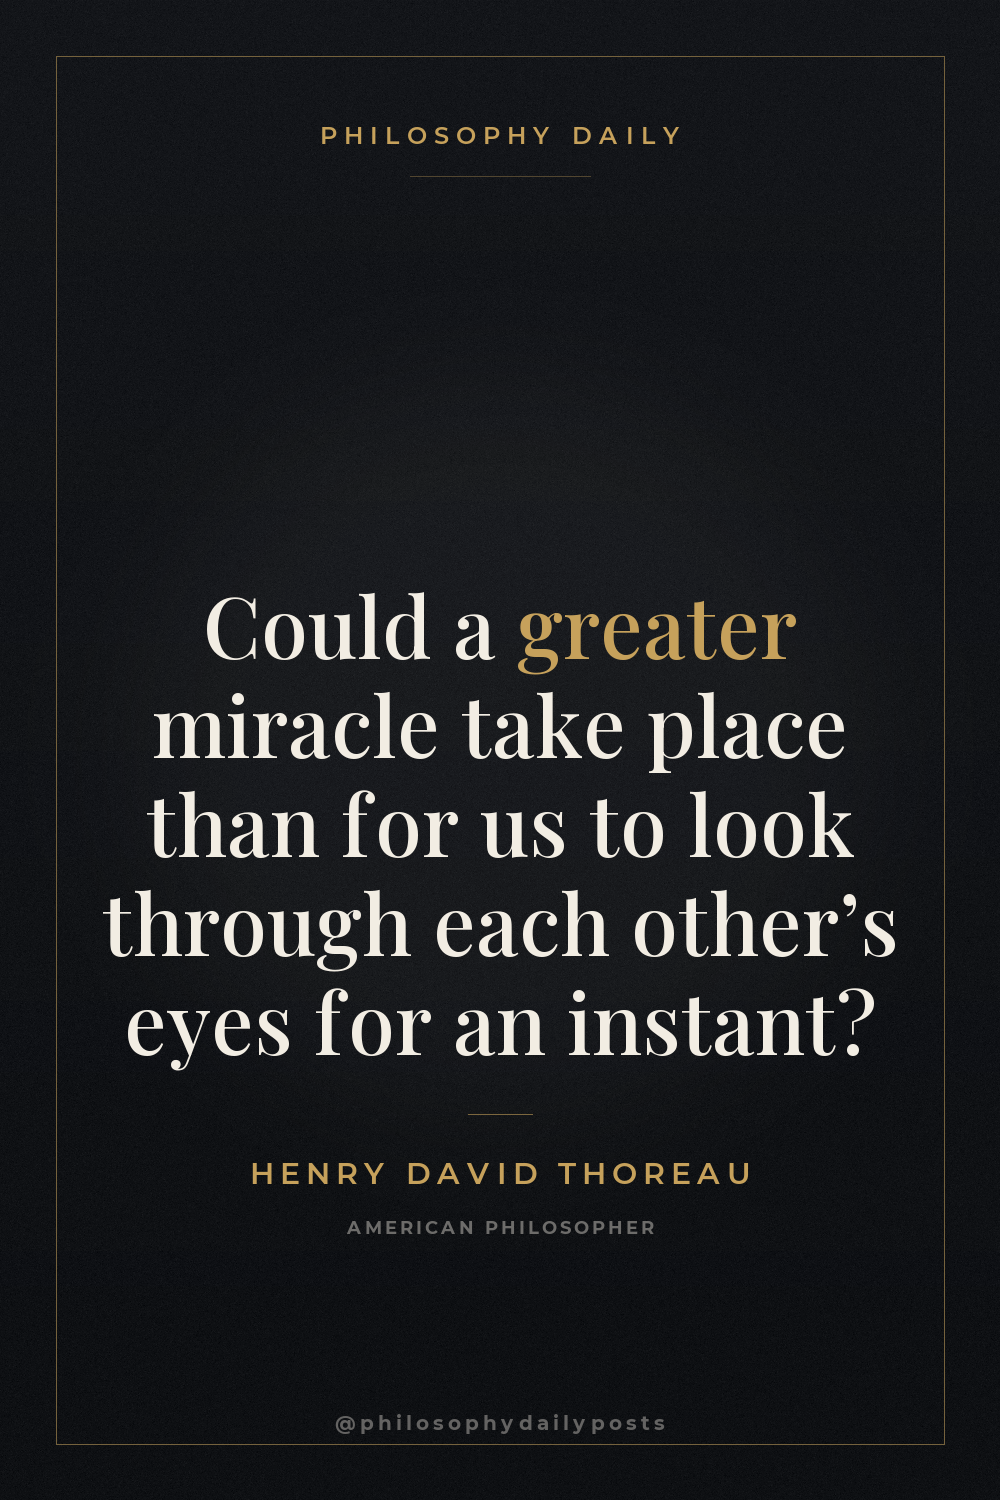 PHILOSOPHY DAILY
Could a greater
miracle take place
than for us to look
through each other’s
eyes for an instant?
HENRY DAVID THOREAU
AMERICAN PHILOSOPHER
@philosophydailyposts